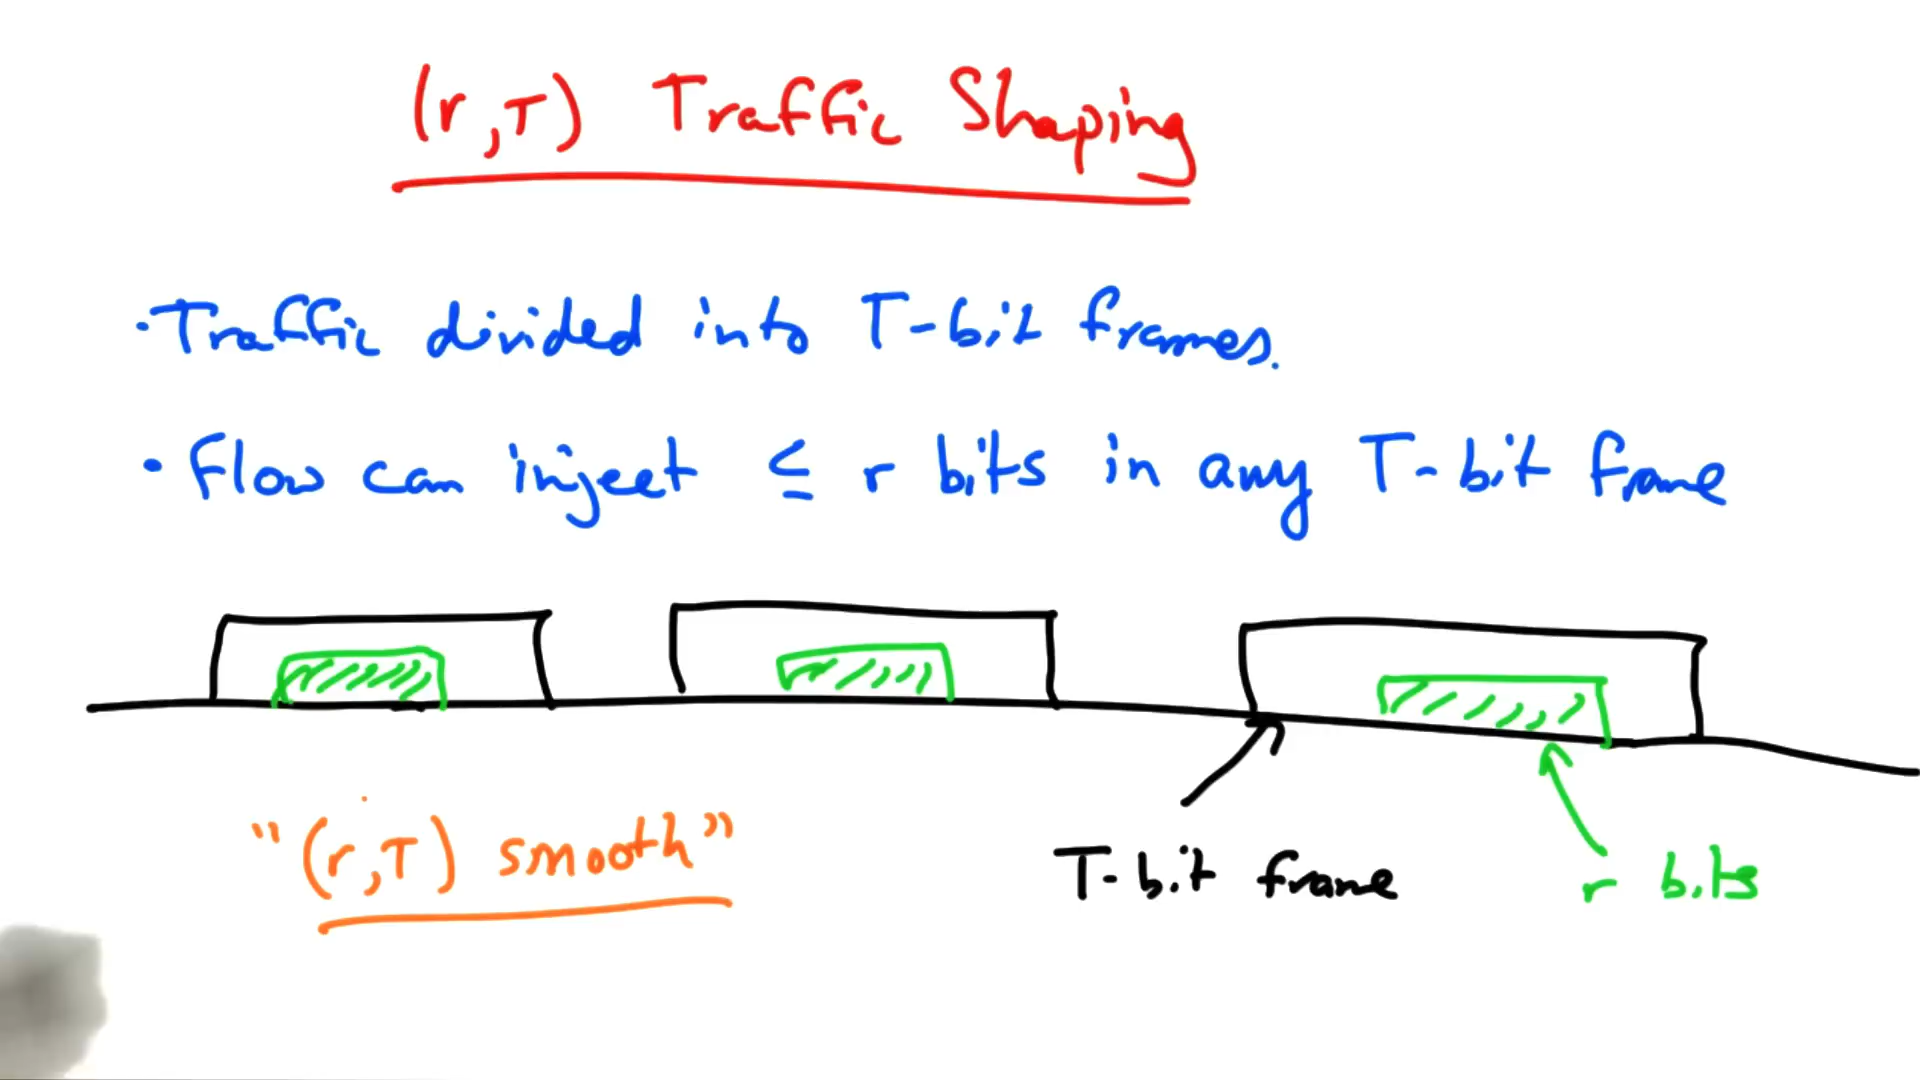 (r,T) Traffic Shaping
· Traffic divided into T-bit frames.
· Flow can inject ≤ r bits in any T-bit frame
"(r,T) smooth"
T-bit frame
r bits